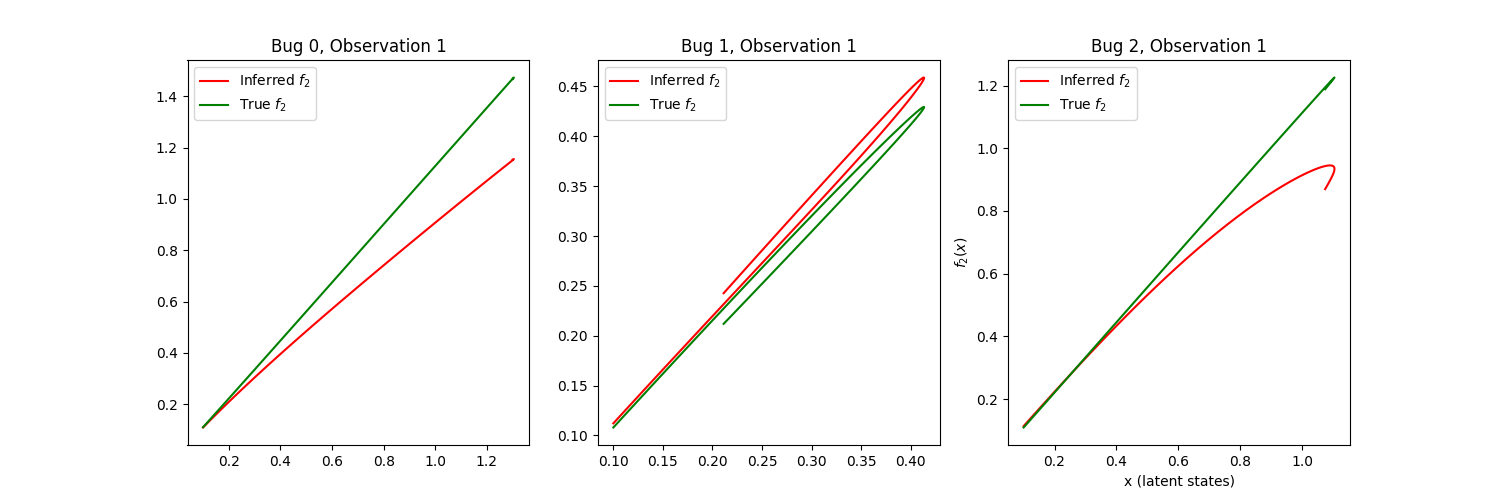 Bug 0, Observation 1
Inferred f₂
True f₂
1.4
1.2
1.0
0.8
0.6
0.4
0.2
0.2 0.4 0.6 0.8 1.0 1.2
Bug 1, Observation 1
Inferred f₂
True f₂
0.45
0.40
0.35
0.30
0.25
0.20
0.15
0.10
0.10 0.15 0.20 0.25 0.30 0.35 0.40
Bug 2, Observation 1
Inferred f₂
True f₂
f₂(x)
1.2
1.0
0.8
0.6
0.4
0.2
0.2 0.4 0.6 0.8 1.0
x (latent states)